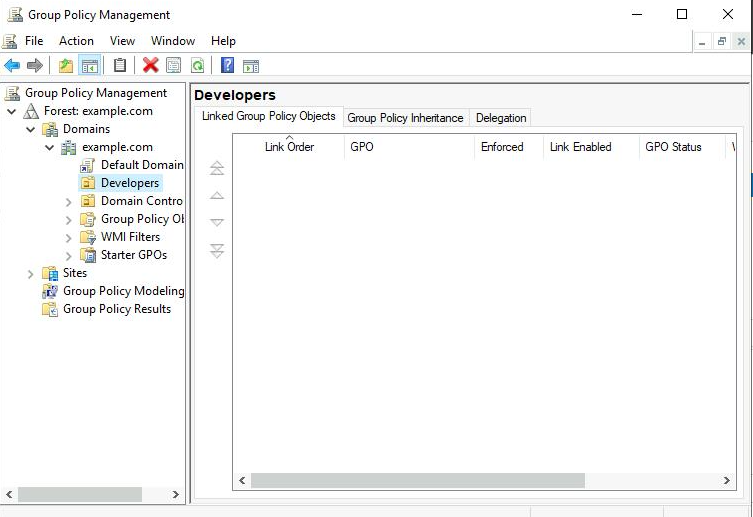 Group Policy Management
File Action View Window Help
Group Policy Management
Forest: example.com
Domains
example.com
Default Domain
Developers
Domain Contro
Group Policy Ob
WMI Filters
Starter GPOs
Sites
Group Policy Modeling
Group Policy Results
Developers
Linked Group Policy Objects Group Policy Inheritance Delegation
Link Order GPO Enforced Link Enabled GPO Status